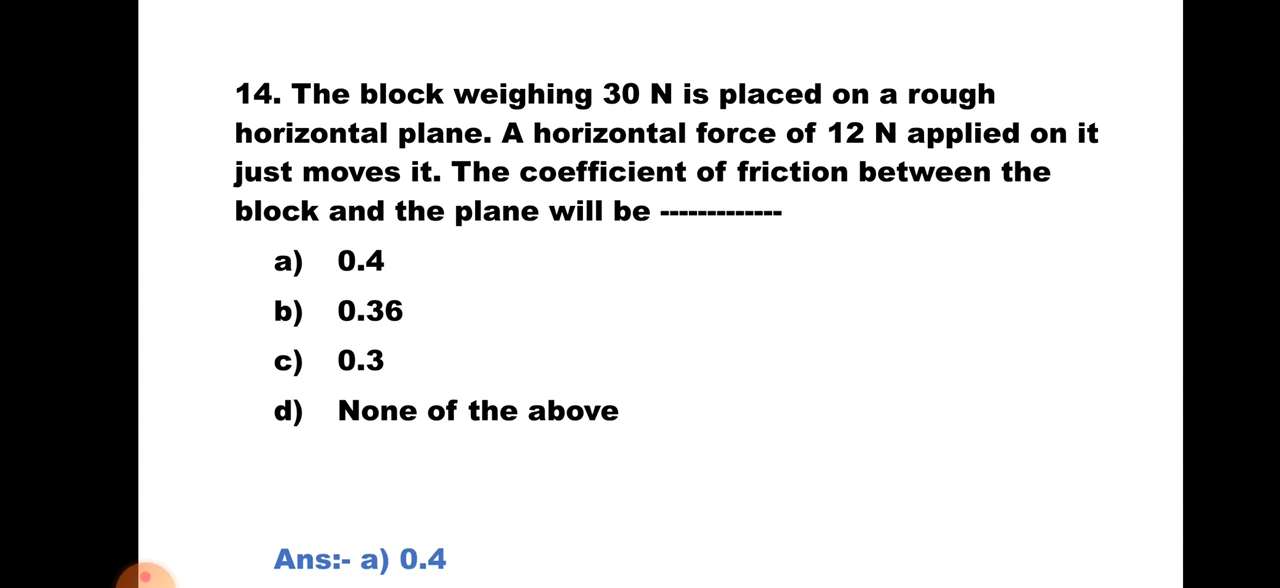 14. The block weighing 30 N is placed on a rough
horizontal plane. A horizontal force of 12 N applied on it
just moves it. The coefficient of friction between the
block and the plane will be -------------
a) 0.4
b) 0.36
c) 0.3
d) None of the above
Ans:- a) 0.4